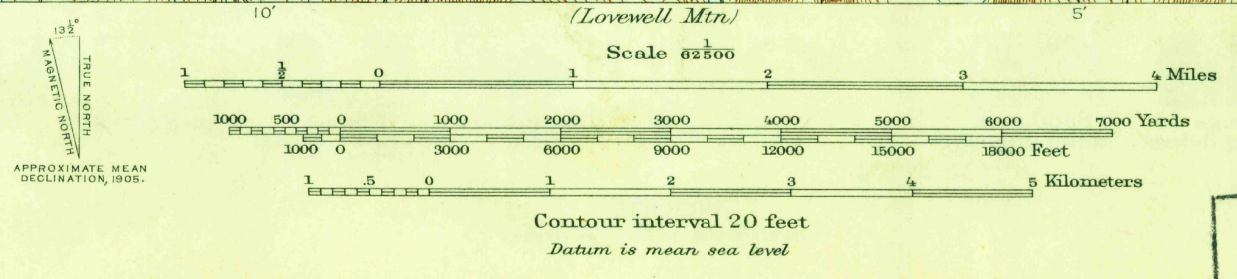 10' 5'
(Lovewell Mtn)
Scale 1/62500
13½°
TRUE NORTH
MAGNETIC NORTH
APPROXIMATE MEAN
DECLINATION, 1905.
1 ½ 0 1 2 3 4 Miles
1000 500 0 1000 2000 3000 4000 5000 6000 7000 Yards
1000 0 3000 6000 9000 12000 15000 18000 Feet
1 .5 0 1 2 3 4 5 Kilometers
Contour interval 20 feet
Datum is mean sea level